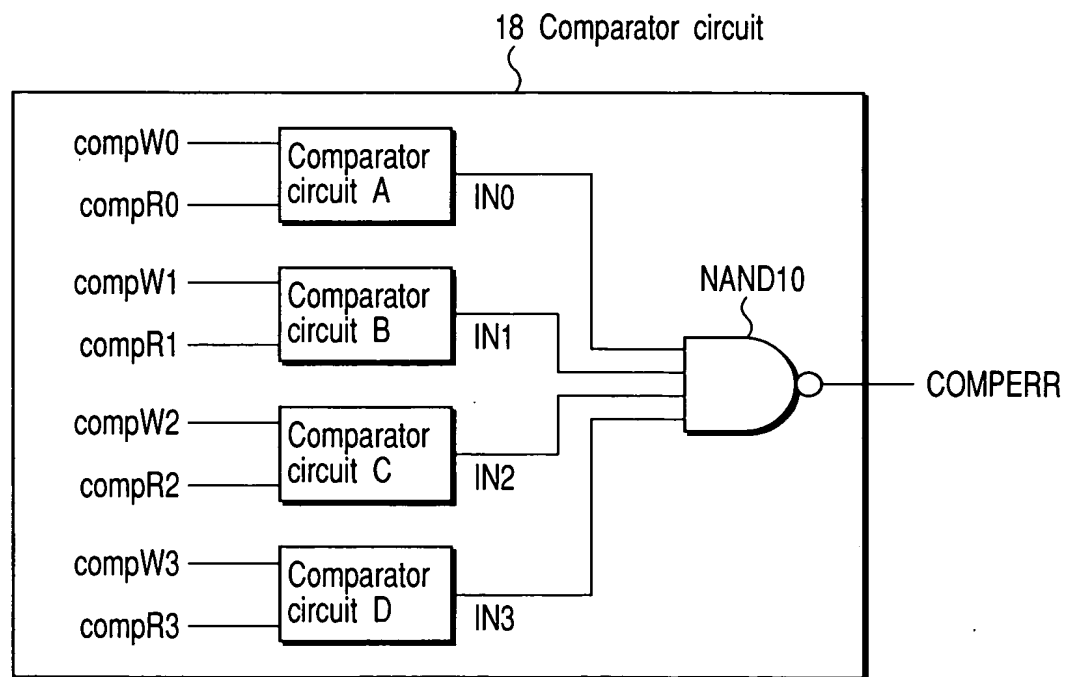 18 Comparator circuit
compW0
compR0
Comparator
circuit A
IN0
compW1
compR1
Comparator
circuit B
IN1
NAND10
COMPERR
compW2
compR2
Comparator
circuit C
IN2
compW3
compR3
Comparator
circuit D
IN3